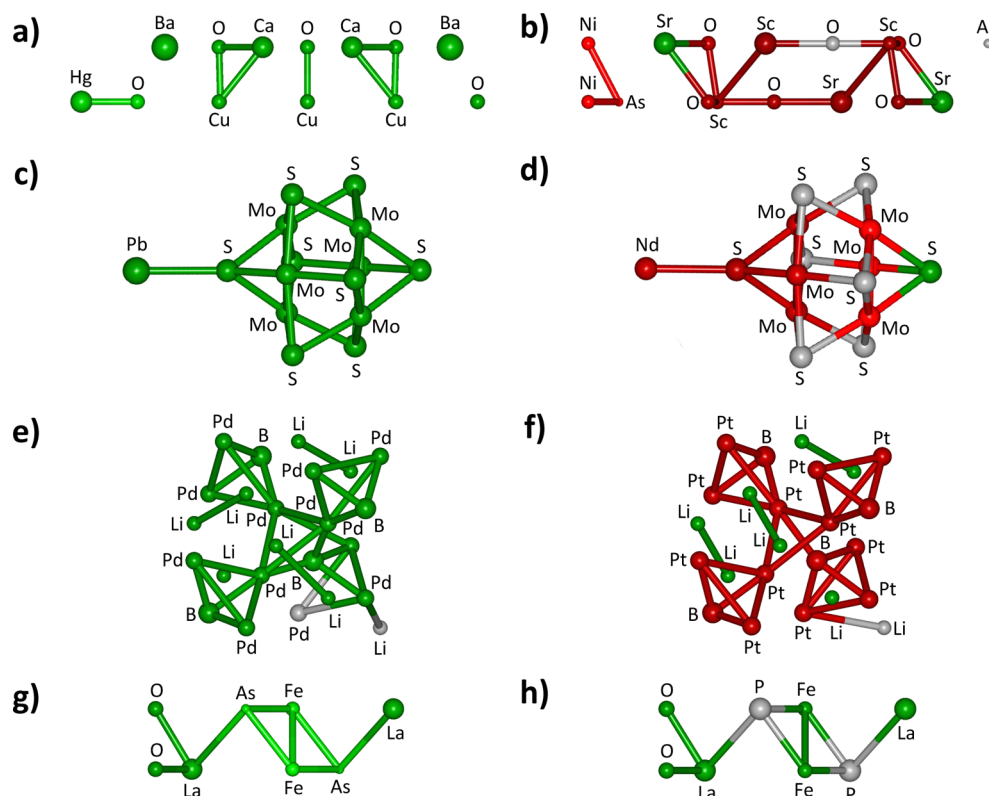 a)
Ba O Ca O Ca O Ba
Hg O O
Cu Cu Cu
b)
Ni Sr O Sc O Sc O A
Ni O Sr Sr
As O Sc O
c)
S S
Mo Mo
Pb S S Mo S
Mo S
Mo Mo
S S
d)
S S
Mo Mo
Nd S S Mo S
Mo S
Mo Mo
S S
e)
Pd B Li Li Pd
Pd Pd
Li Li Pd Pd Pd B
Pd Li Li
B Pd B Pd
Pd Pd Li Li
f)
Pt B Li Li Pt
Pt Pt
Li Li Pt Pt B
Pt Li B Pt
B Pt Pt
Pt Pt Li Li
g)
O As Fe
O La
La Fe As
h)
O P Fe
O La
La Fe P